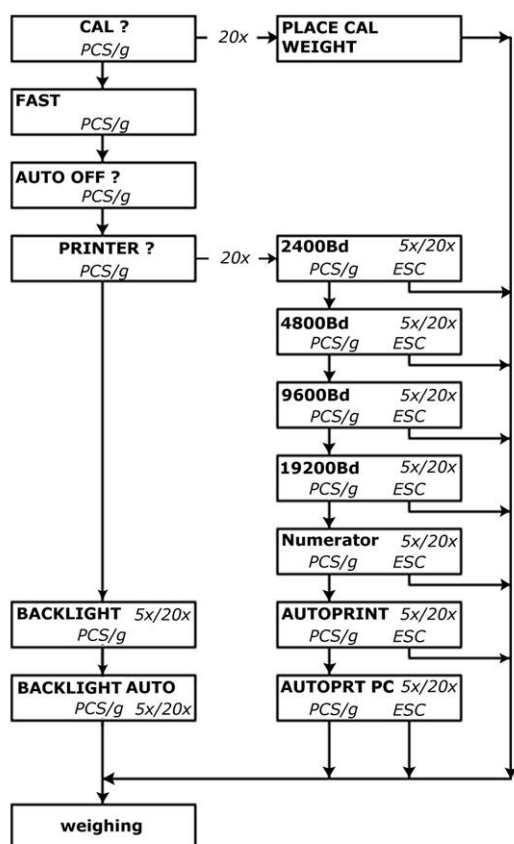 CAL ?
PCS/g
20x
PLACE CAL
WEIGHT
FAST
PCS/g
AUTO OFF ?
PCS/g
PRINTER ?
PCS/g
20x
2400Bd 5x/20x
PCS/g ESC
4800Bd 5x/20x
PCS/g ESC
9600Bd 5x/20x
PCS/g ESC
19200Bd 5x/20x
PCS/g ESC
Numerator 5x/20x
PCS/g ESC
BACKLIGHT 5x/20x
PCS/g
AUTOPRINT 5x/20x
PCS/g ESC
BACKLIGHT AUTO
PCS/g 5x/20x
AUTOPRT PC 5x/20x
PCS/g ESC
weighing